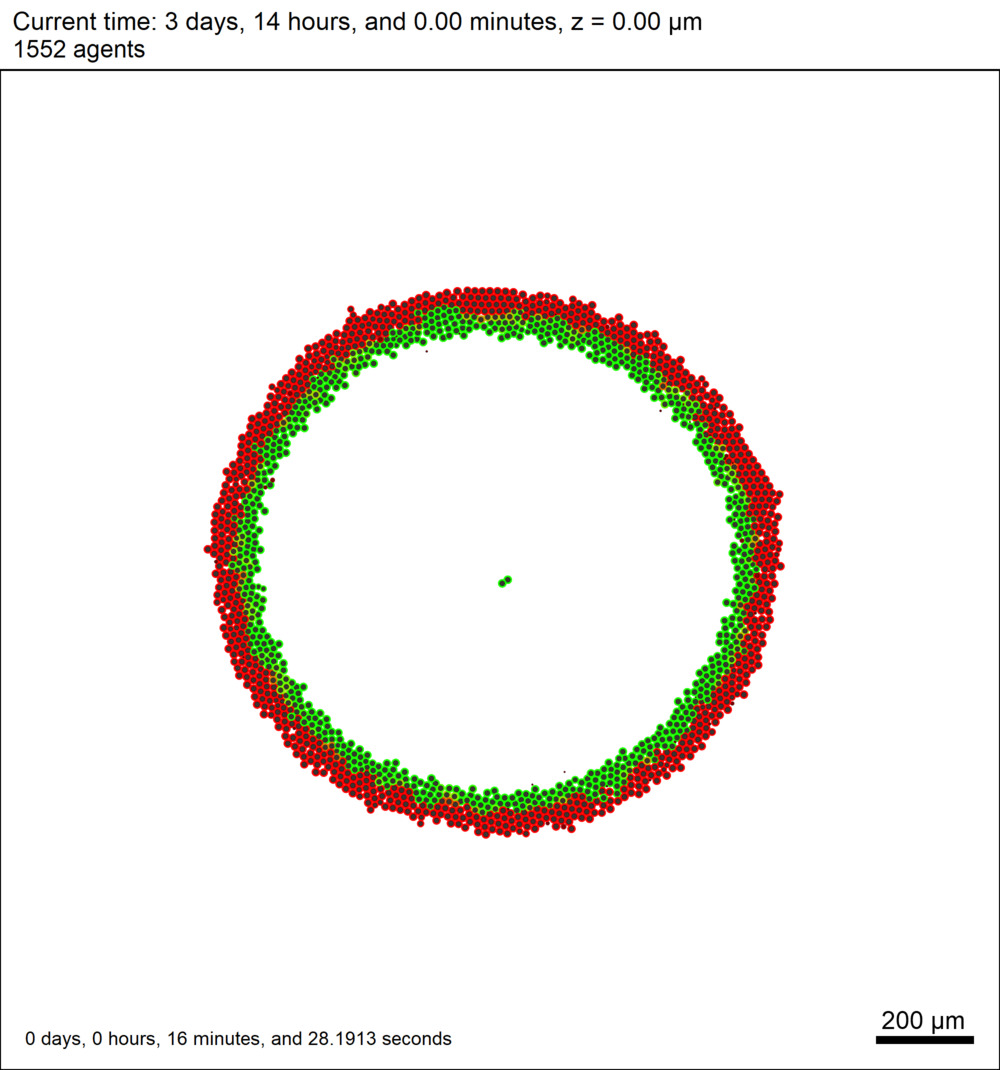 Current time: 3 days, 14 hours, and 0.00 minutes, z = 0.00 μm
1552 agents
200 μm
0 days, 0 hours, 16 minutes, and 28.1913 seconds